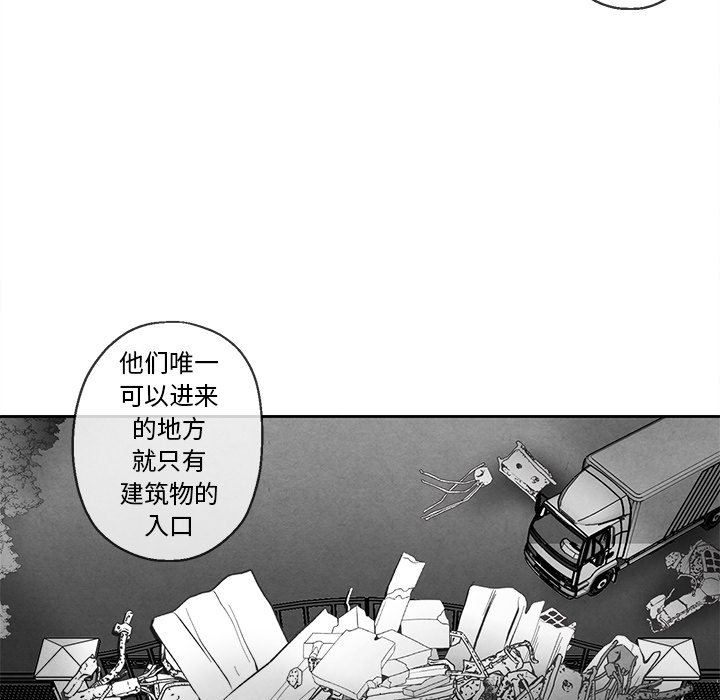 他们唯一
可以进来
的地方
就只有
建筑物的
入口